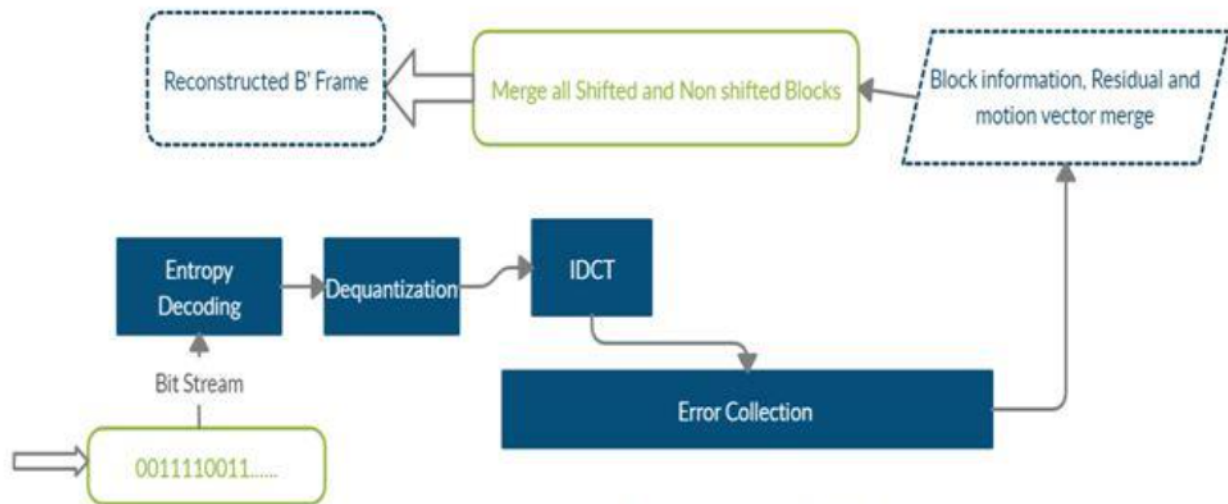 Reconstructed B' Frame
Merge all Shifted and Non shifted Blocks
Block information, Residual and
motion vector merge
Entropy
Decoding
Dequantization
IDCT
Bit Stream
Error Collection
0011110011......